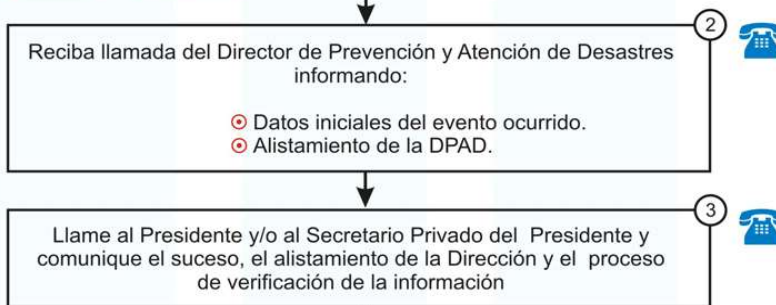 2
Reciba llamada del Director de Prevención y Atención de Desastres
informando:
Datos iniciales del evento ocurrido.
Alistamiento de la DPAD.
3
Llame al Presidente y/o al Secretario Privado del Presidente y
comunique el suceso, el alistamiento de la Dirección y el proceso
de verificación de la información